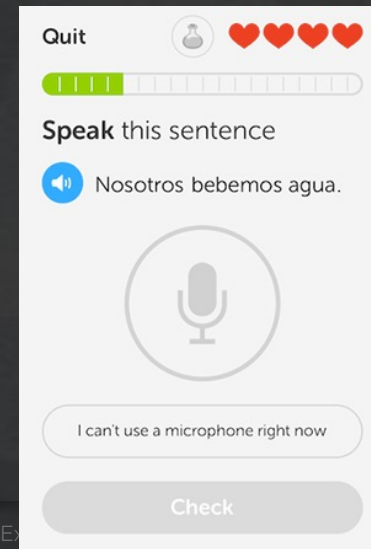 Quit
Speak this sentence
Nosotros bebemos agua.
I can't use a microphone right now
Check